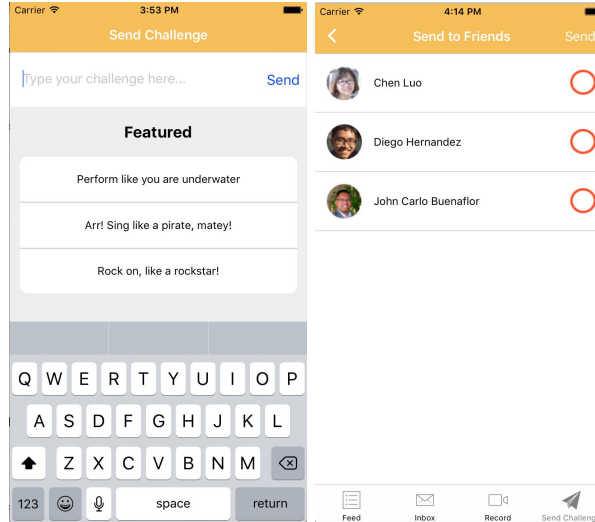 Carrier 3:53 PM
Send Challenge
Type your challenge here... Send
Featured
Perform like you are underwater
Arr! Sing like a pirate, matey!
Rock on, like a rockstar!
Q W E R T Y U I O P
A S D F G H J K L
Z X C V B N M
123 space return
Carrier 4:14 PM
Send to Friends Send
Chen Luo
Diego Hernandez
John Carlo Buenaflor
Feed Inbox Record Send Challeng